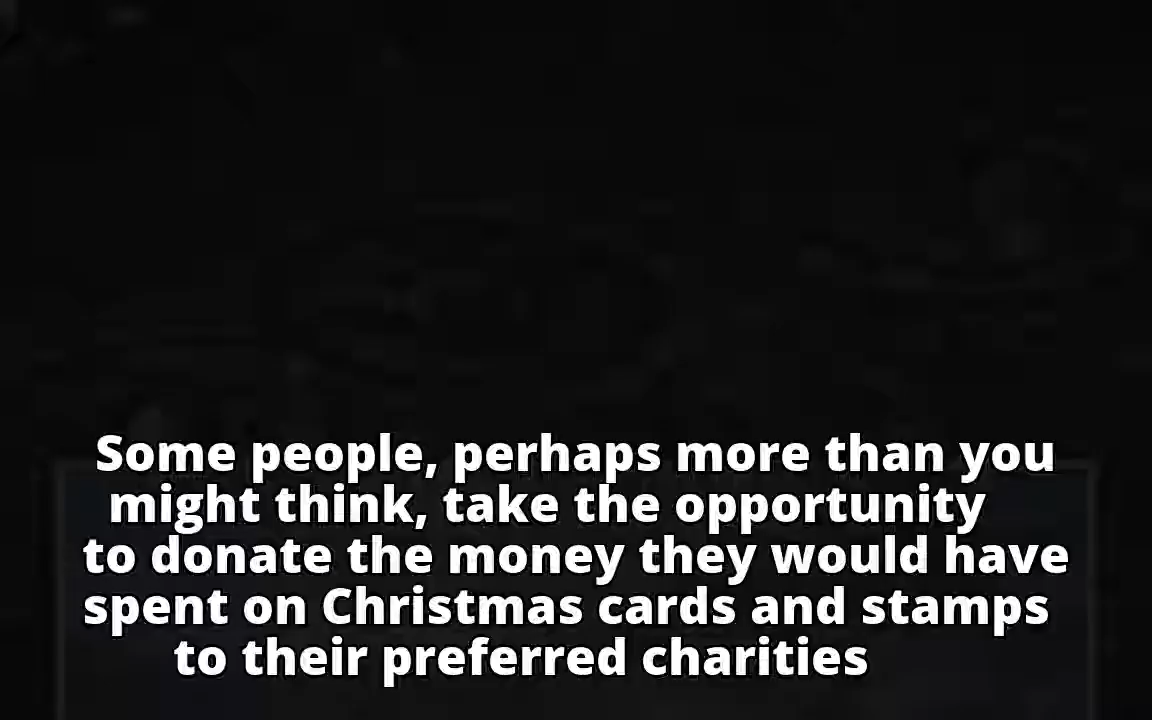 Some people, perhaps more than you
might think, take the opportunity
to donate the money they would have
spent on Christmas cards and stamps
to their preferred charities